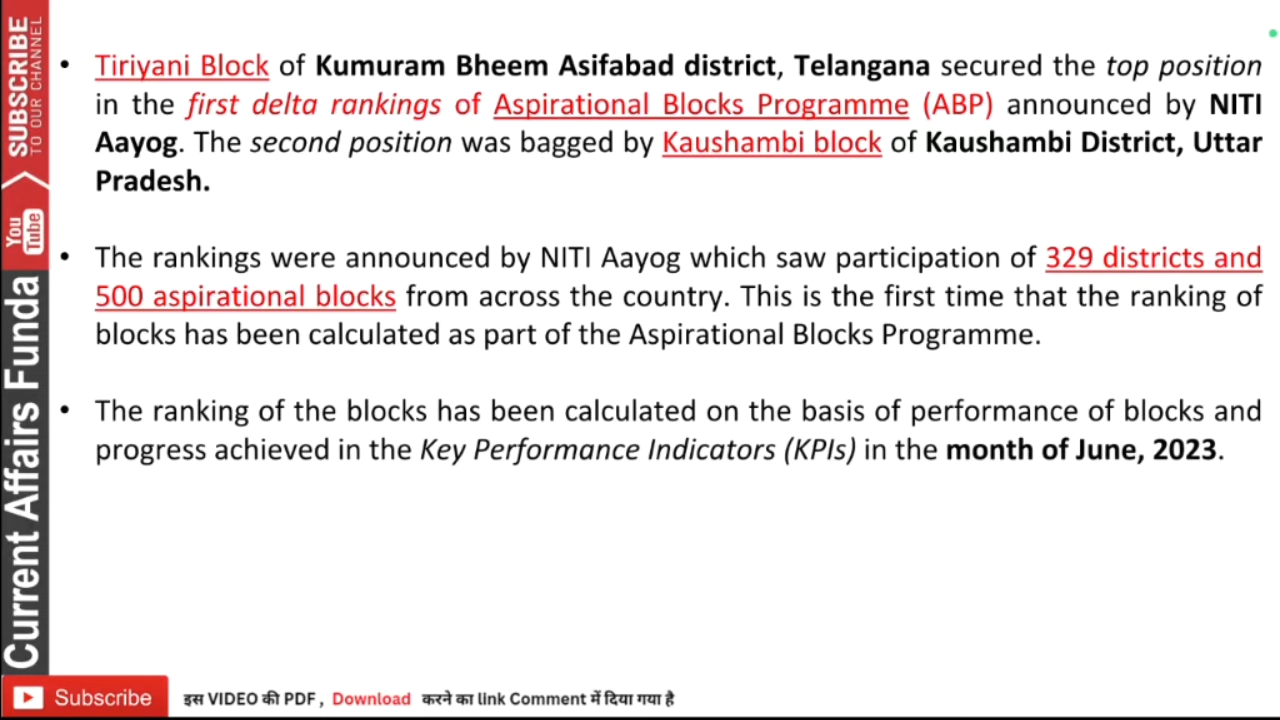 • Tiriyani Block of Kumuram Bheem Asifabad district, Telangana secured the top position
in the first delta rankings of Aspirational Blocks Programme (ABP) announced by NITI
Aayog. The second position was bagged by Kaushambi block of Kaushambi District, Uttar
Pradesh.
• The rankings were announced by NITI Aayog which saw participation of 329 districts and
500 aspirational blocks from across the country. This is the first time that the ranking of
blocks has been calculated as part of the Aspirational Blocks Programme.
• The ranking of the blocks has been calculated on the basis of performance of blocks and
progress achieved in the Key Performance Indicators (KPIs) in the month of June, 2023.
SUBSCRIBE
TO OUR CHANNEL
You
Tube
Current Affairs Funda
Subscribe
इस VIDEO की PDF , Download करने का link Comment में दिया गया है